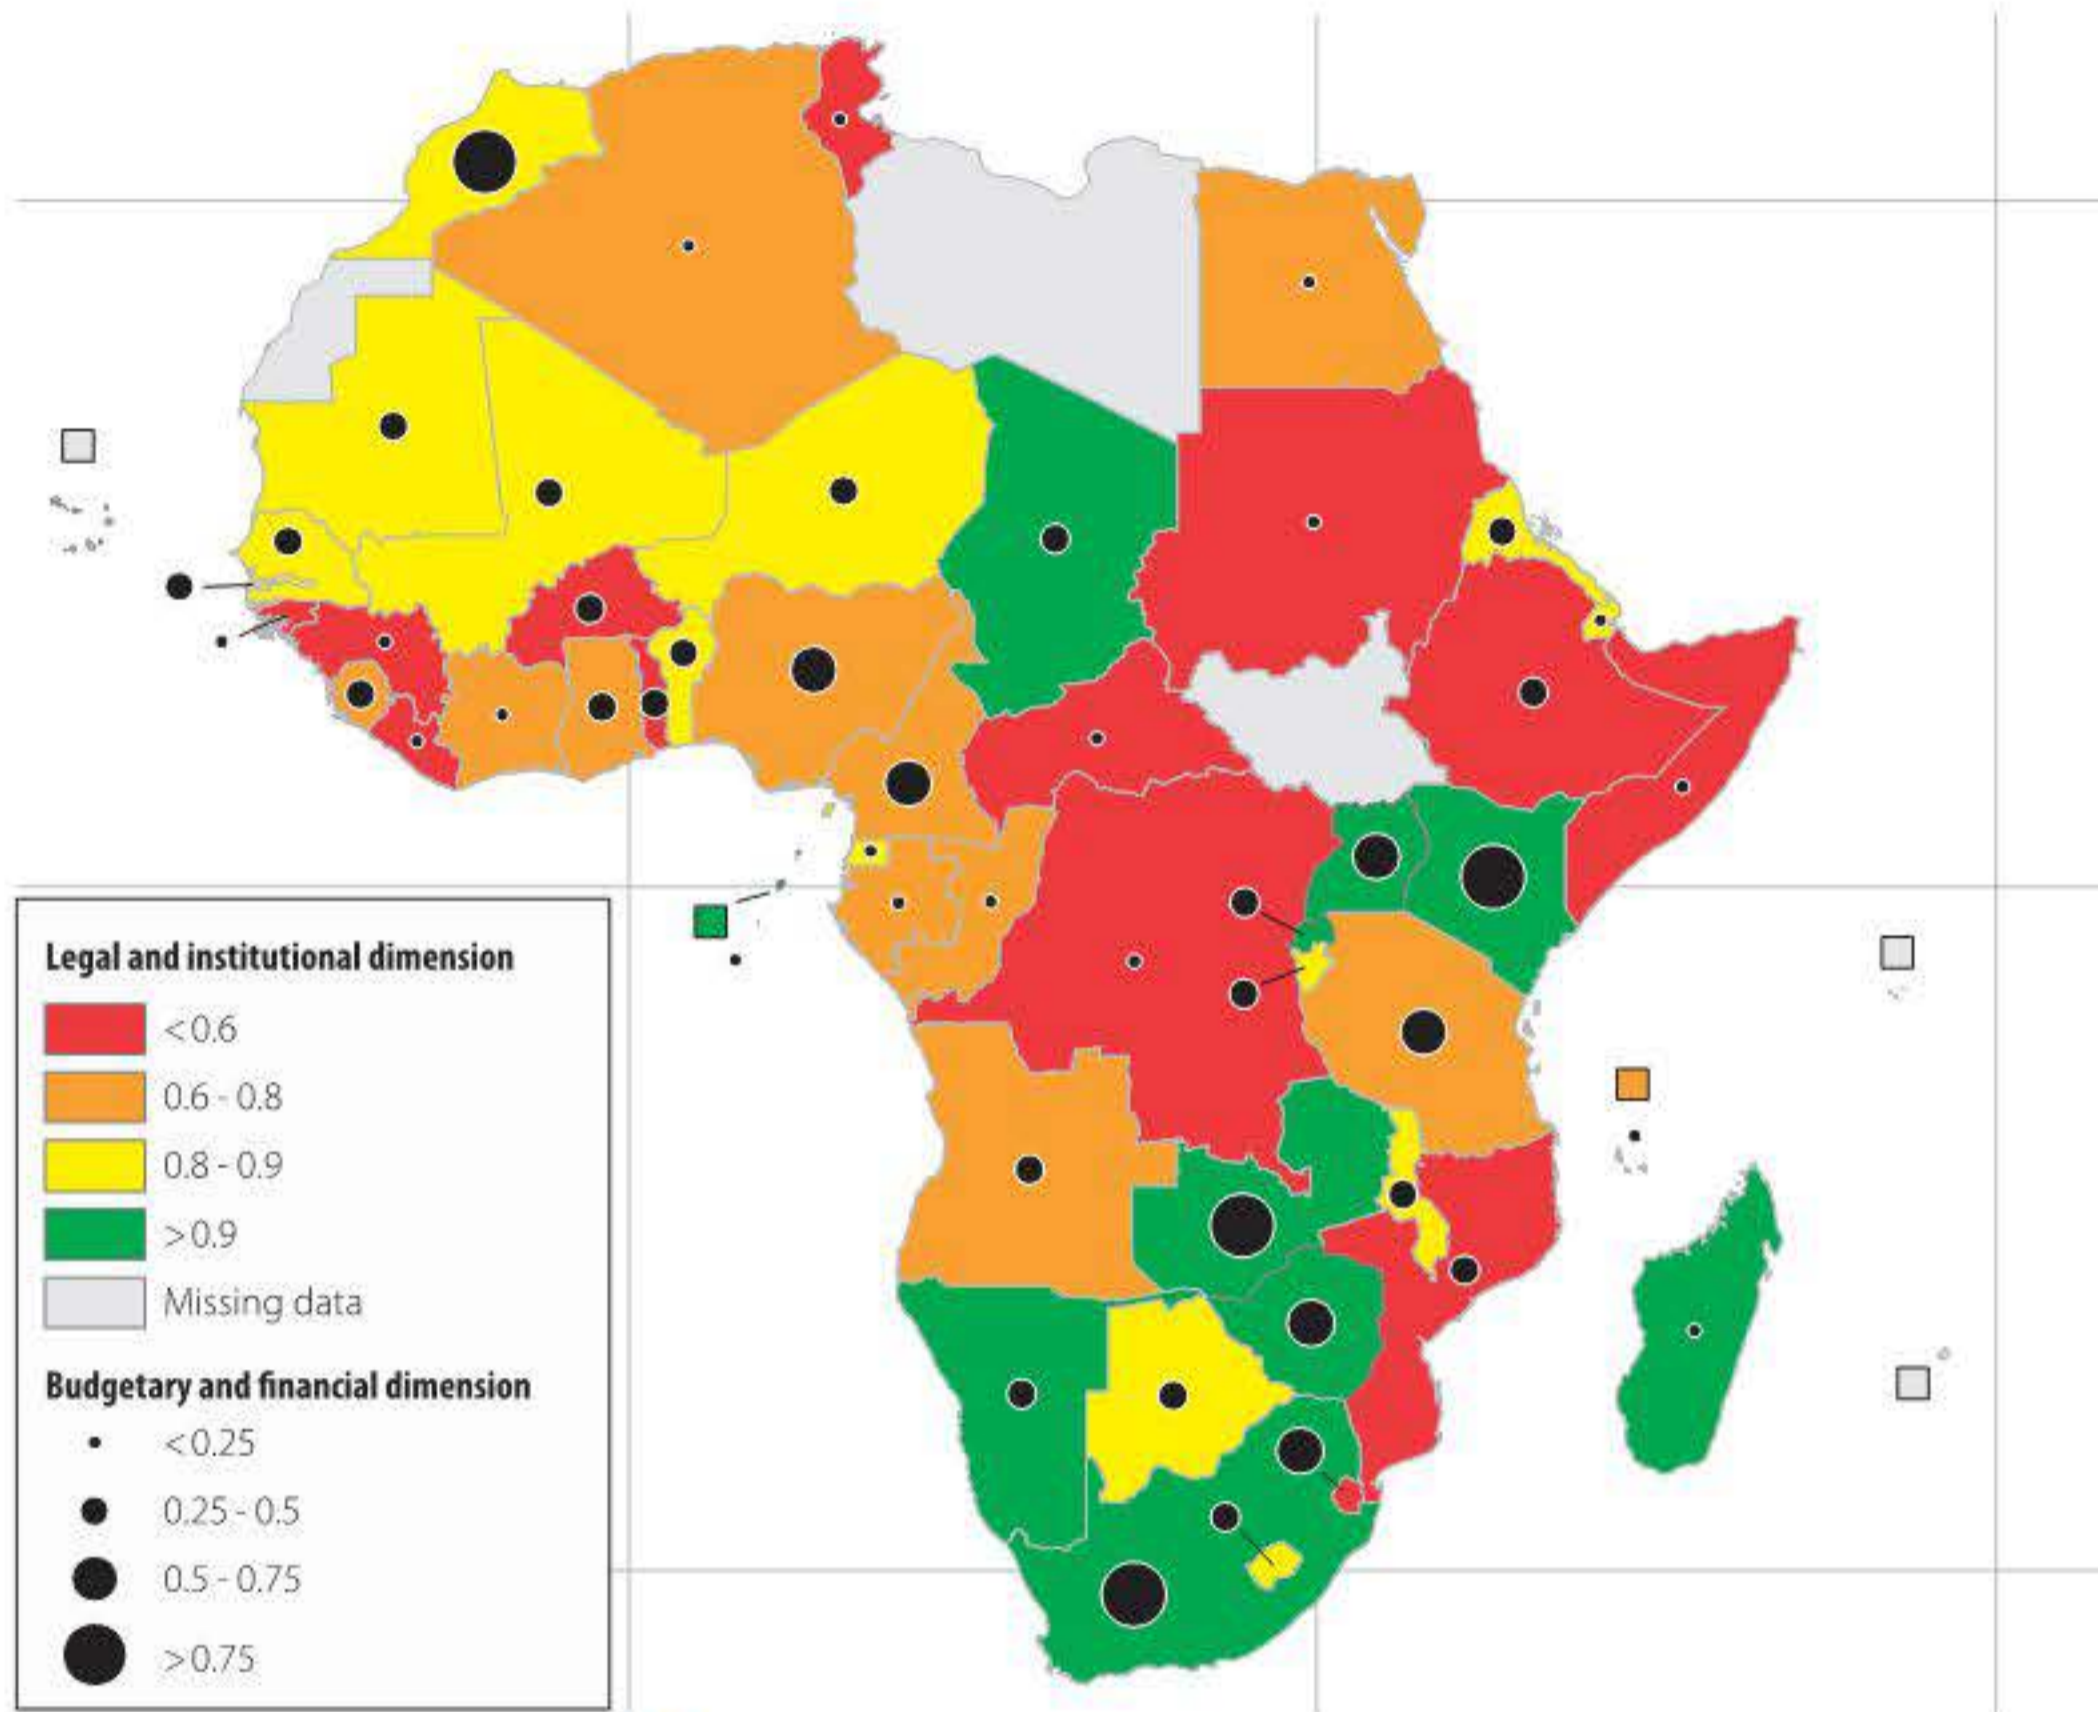 Legal and institutional dimension
<0.6
0.6 - 0.8
0.8 - 0.9
>0.9
Missing data
Budgetary and financial dimension
<0.25
0.25 - 0.5
0.5 - 0.75
>0.75